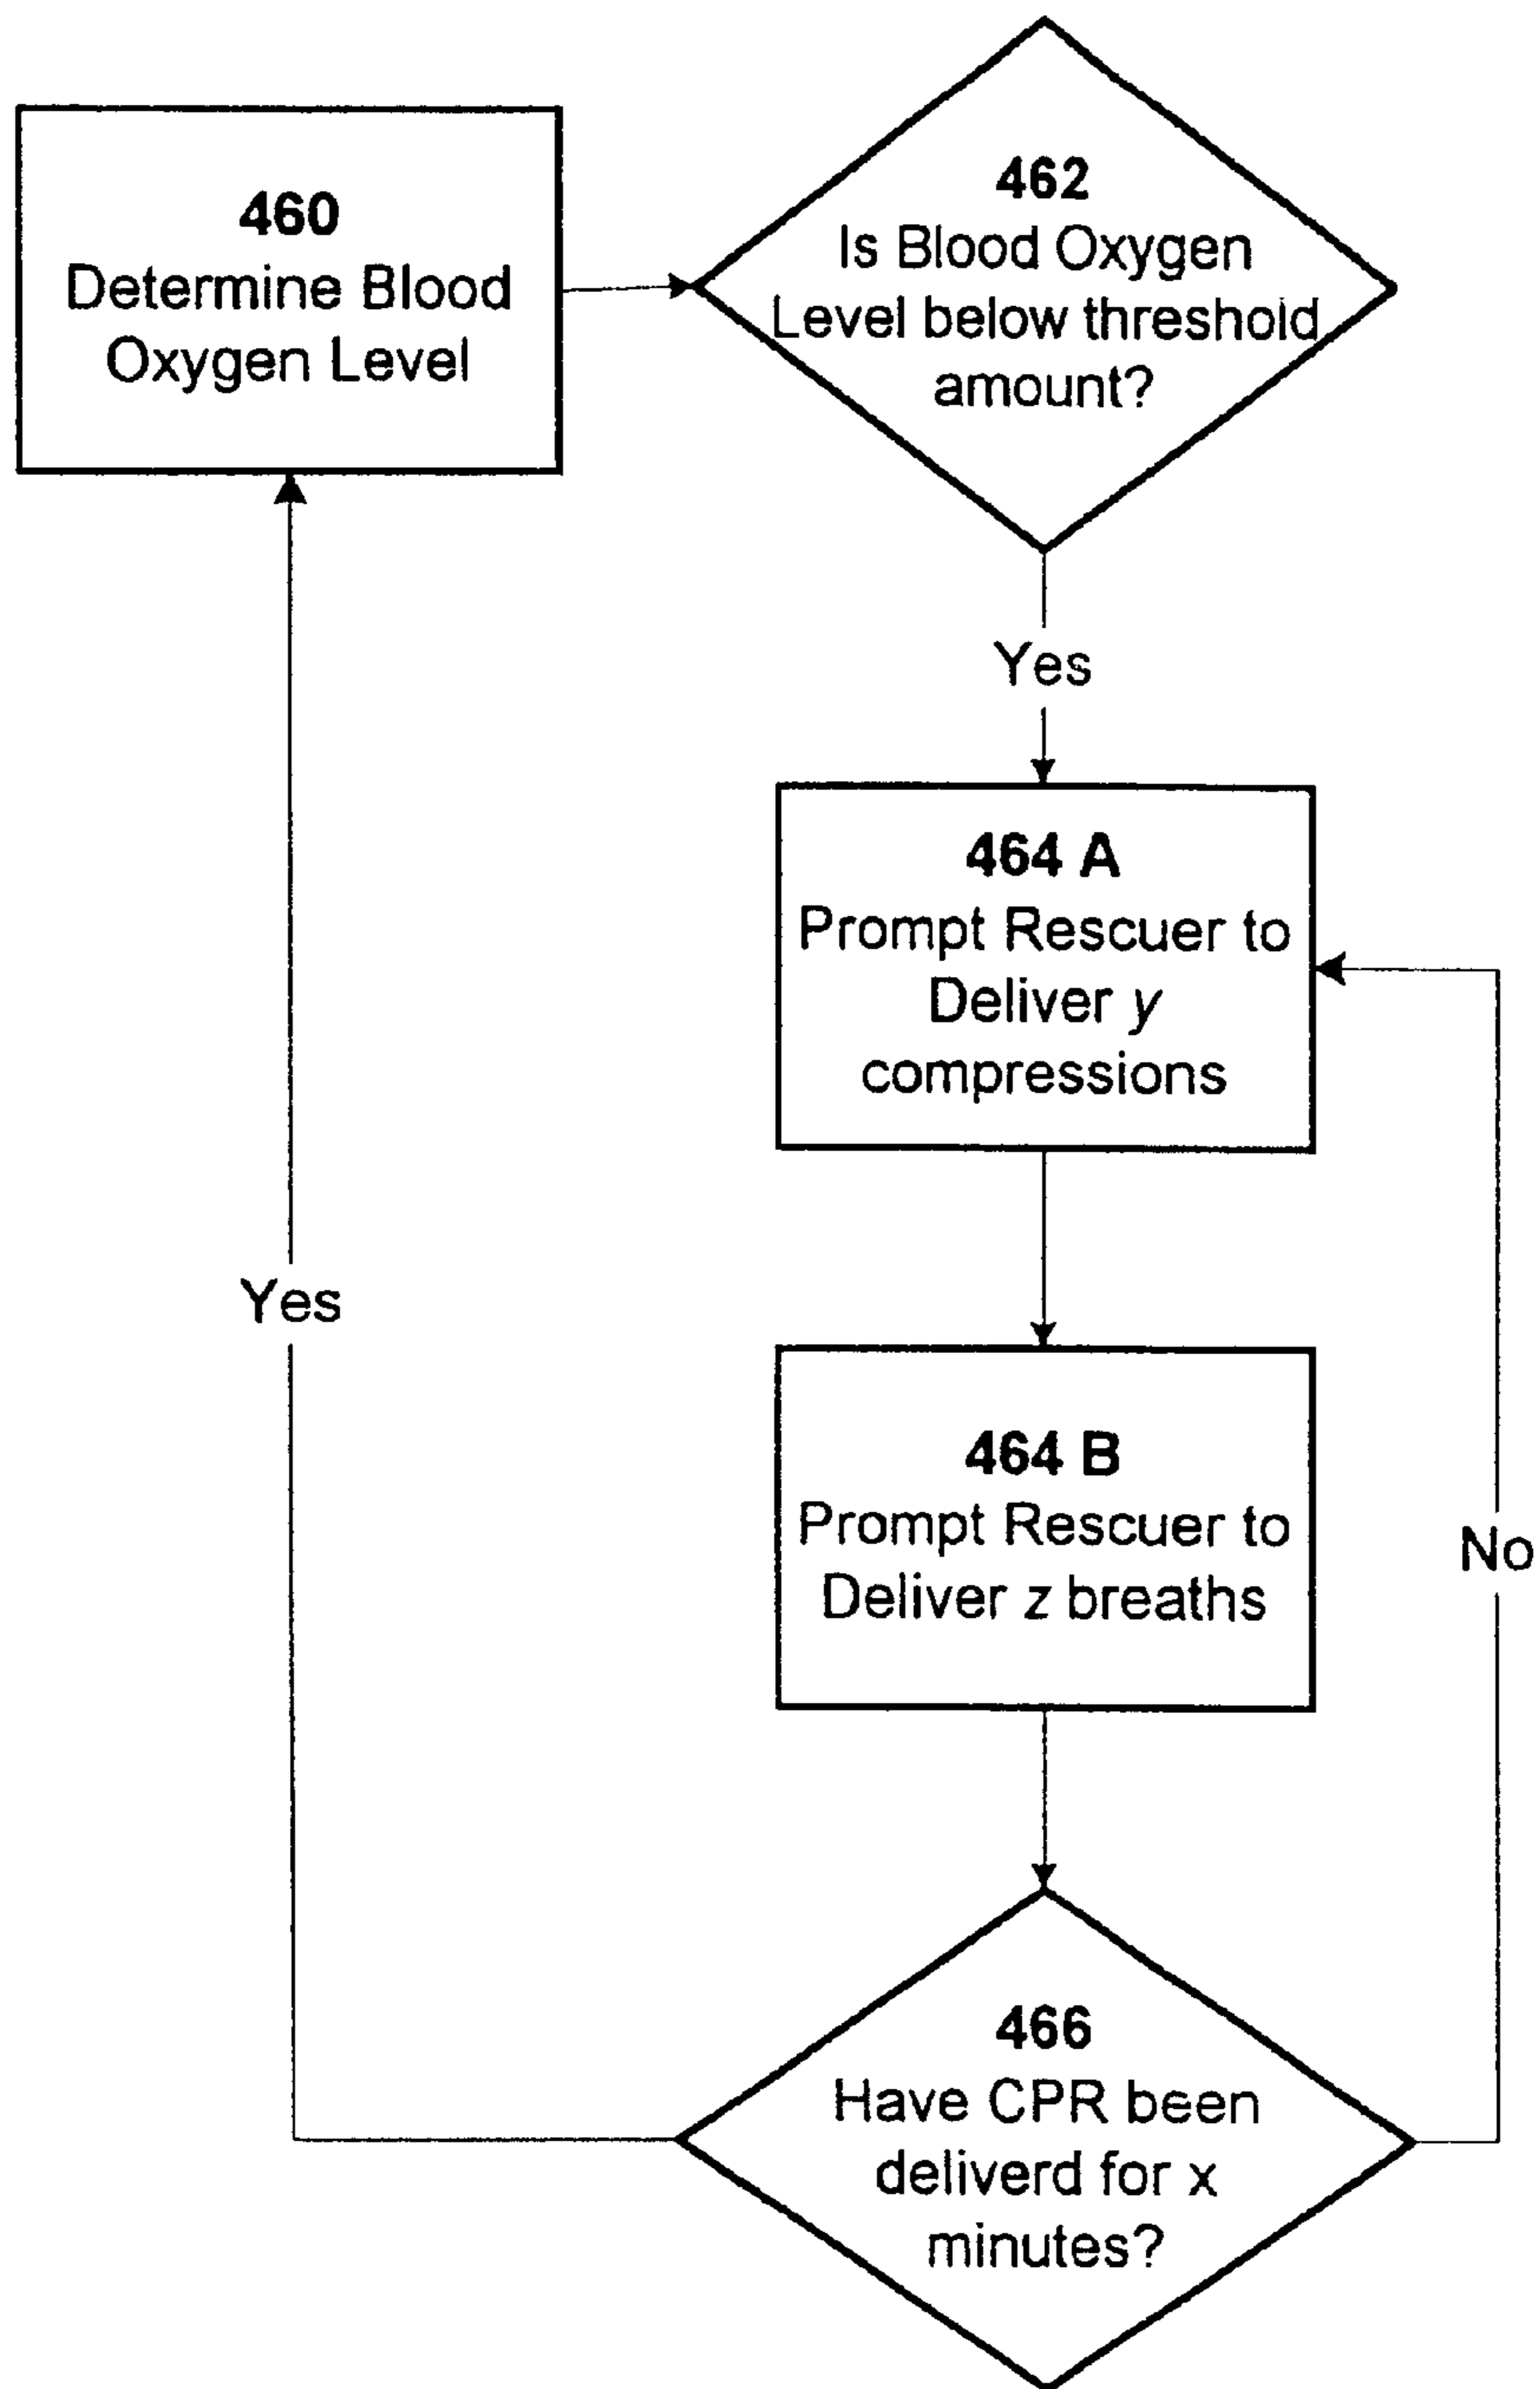 460
Determine Blood
Oxygen Level
462
Is Blood Oxygen
Level below threshold
amount?
Yes
464 A
Prompt Rescuer to
Deliver y
compressions
Yes
464 B
Prompt Rescuer to
Deliver z breaths
No
466
Have CPR been
deliverd for x
minutes?